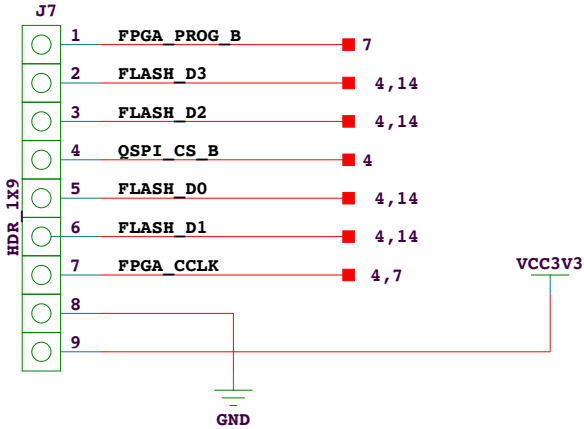 J7
1 FPGA_PROG_B 7
2 FLASH_D3 4,14
3 FLASH_D2 4,14
4 QSPI_CS_B 4
5 FLASH_D0 4,14
6 FLASH_D1 4,14
7 FPGA_CCLK 4,7
8
9
HDR_1X9
VCC3V3
GND